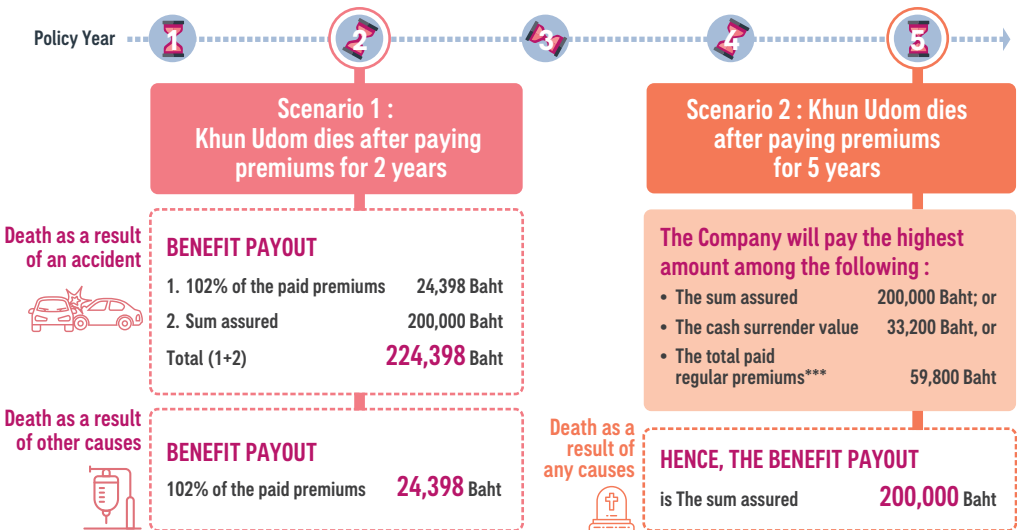 Policy Year
1
2
3
4
5
Scenario 1 :
Khun Udom dies after paying
premiums for 2 years
Death as a result
of an accident
BENEFIT PAYOUT
1. 102% of the paid premiums 24,398 Baht
2. Sum assured 200,000 Baht
Total (1+2) 224,398 Baht
Death as a result
of other causes
BENEFIT PAYOUT
102% of the paid premiums 24,398 Baht
Scenario 2 : Khun Udom dies
after paying premiums
for 5 years
The Company will pay the highest
amount among the following :
• The sum assured 200,000 Baht; or
• The cash surrender value 33,200 Baht, or
• The total paid
regular premiums*** 59,800 Baht
Death as a
result of
any causes
HENCE, THE BENEFIT PAYOUT
is The sum assured 200,000 Baht